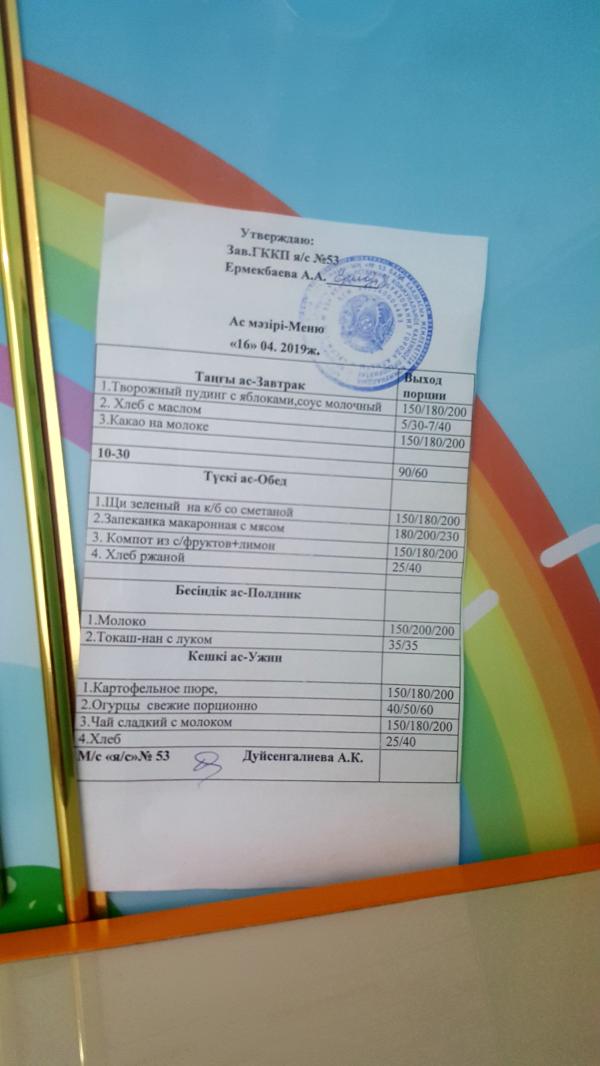 Утверждаю:
Зав.ГККП я/с №53
Ермекбаева А.А.
Ас мәзірі-Меню
«16» 04. 2019ж.
Таңғы ас-Завтрак Выход порции
1.Творожный пудинг с яблоками,соус молочный 150/180/200
2. Хлеб с маслом 5/30-7/40
3.Какао на молоке 150/180/200
10-30 90/60
Түскі ас-Обед
1.Щи зеленый на к/б со сметаной 150/180/200
2.Запеканка макаронная с мясом 180/200/230
3. Компот из с/фруктов+лимон 150/180/200
4. Хлеб ржаной 25/40
Бесіндік ас-Полдник
1.Молоко 150/200/200
2.Токаш-нан с луком 35/35
Кешкі ас-Ужин
1.Картофельное пюре, 150/180/200
2.Огурцы свежие порционно 40/50/60
3.Чай сладкий с молоком 150/180/200
4.Хлеб 25/40
М/с «я/с»№ 53 Дуйсенгалиева А.К.